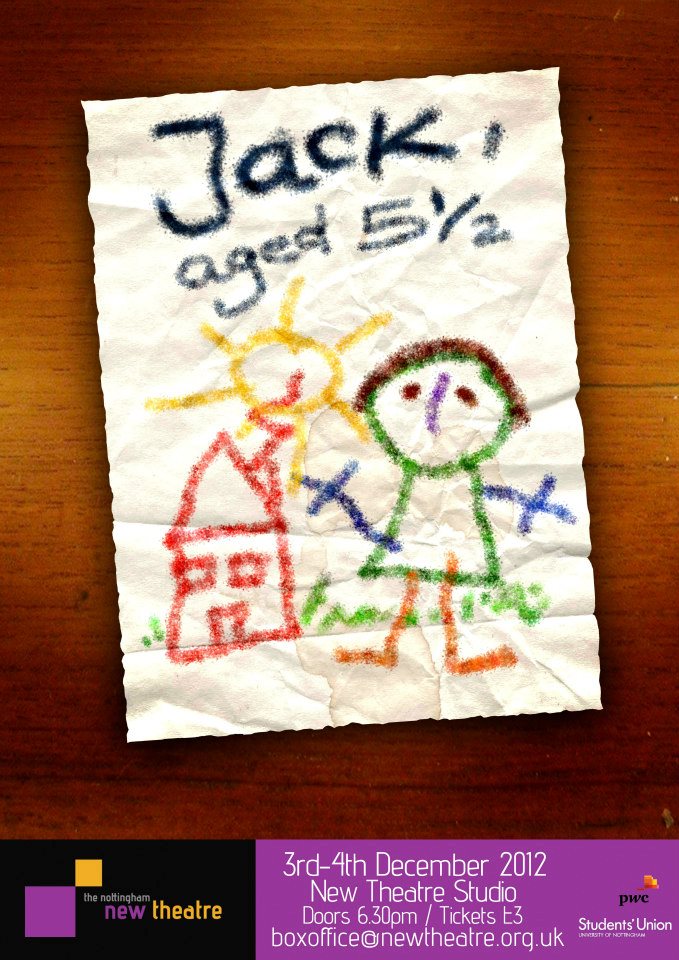 Jack,
aged 5½
3rd-4th December 2012
New Theatre Studio
Doors 6.30pm / Tickets £3
boxoffice@newtheatre.org.uk
the nottingham
new theatre
pwc
Students' Union
UNIVERSITY OF NOTTINGHAM